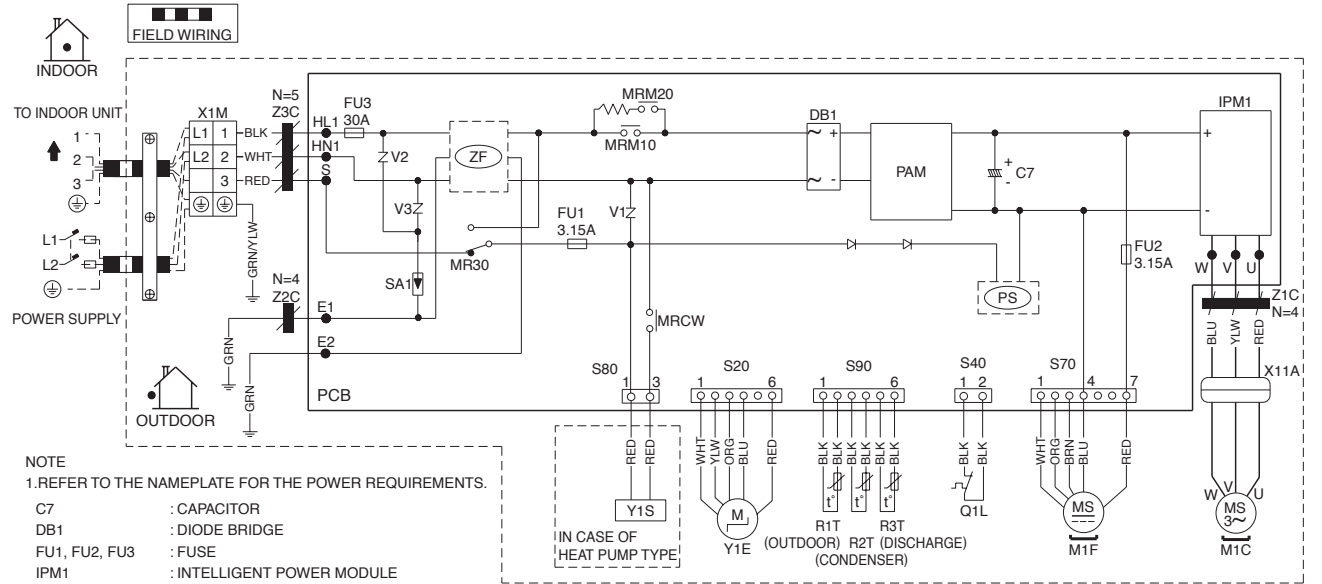 FIELD WIRING
INDOOR
TO INDOOR UNIT
1
2
3
L1
L2
POWER SUPPLY
OUTDOOR
X1M
L1 1
L2 2
3
BLK
WHT
RED
GRN/YLW
GRN
GRN
N=5
Z3C
N=4
Z2C
HL1
HN1
S
E1
E2
FU3
30A
V2
V3
SA1
ZF
MR30
FU1
3.15A
MRM20
MRM10
V1
MRCW
DB1
~ +
~ -
PAM
+
C7
-
PS
FU2
3.15A
IPM1
+
-
W V U
Z1C
N=4
BLU
YLW
RED
X11A
W V U
MS
3~
M1C
PCB
S80
1 3
RED
RED
Y1S
IN CASE OF
HEAT PUMP TYPE
S20
1 6
WHT
YLW
ORG
BLU
RED
M
Y1E
S90
1 6
BLK
BLK
BLK
BLK
BLK
BLK
t° t° t°
R1T R3T
(OUTDOOR) R2T (DISCHARGE)
(CONDENSER)
S40
1 2
BLK
BLK
Q1L
S70
1 4 7
WHT
ORG
BRN
BLU
RED
MS
M1F
NOTE
1.REFER TO THE NAMEPLATE FOR THE POWER REQUIREMENTS.
C7 : CAPACITOR
DB1 : DIODE BRIDGE
FU1, FU2, FU3 : FUSE
IPM1 : INTELLIGENT POWER MODULE